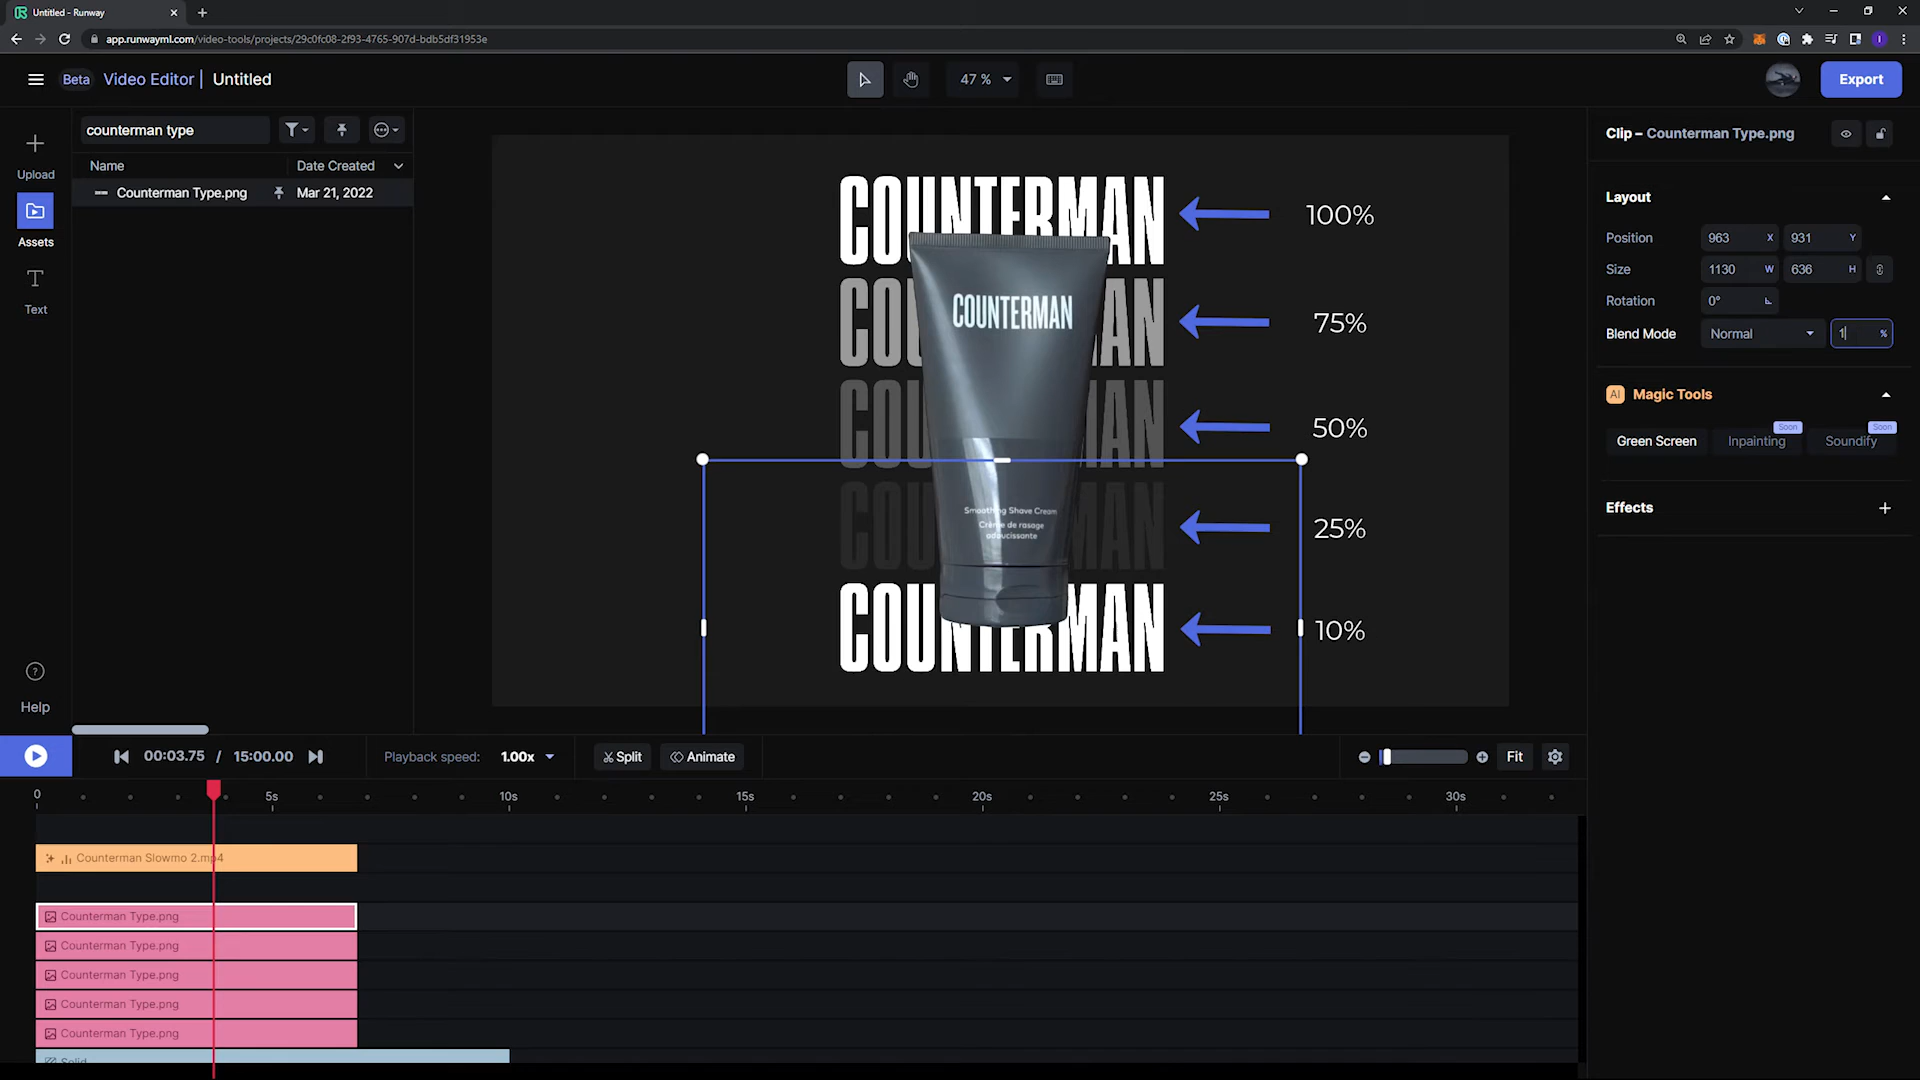 Untitled - Runway
app.runwayml.com/video-tools/projects/29c0fc08-2f93-4765-907d-bdb5df31953e
Beta Video Editor | Untitled
47 %
Export
counterman type
Name
Date Created
Counterman Type.png
Mar 21, 2022
Upload
Assets
Text
Help
COUNTERMAN
100%
75%
COUNTERMAN
50%
25%
Smoothing Shave Cream
Crème de rasage
adoucissante
COUNTERMAN
10%
Clip – Counterman Type.png
Layout
Position 963 X 931 Y
Size 1130 W 636 H
Rotation 0°
Blend Mode Normal 1 %
AI Magic Tools
Soon
Soon
Green Screen
Inpainting
Soundify
Effects
00:03.75 / 15:00.00
Playback speed: 1.00x
Split
Animate
Fit
0
5s
10s
15s
20s
25s
30s
Counterman Slowmo 2.mp4
Counterman Type.png
Counterman Type.png
Counterman Type.png
Counterman Type.png
Counterman Type.png
Solid